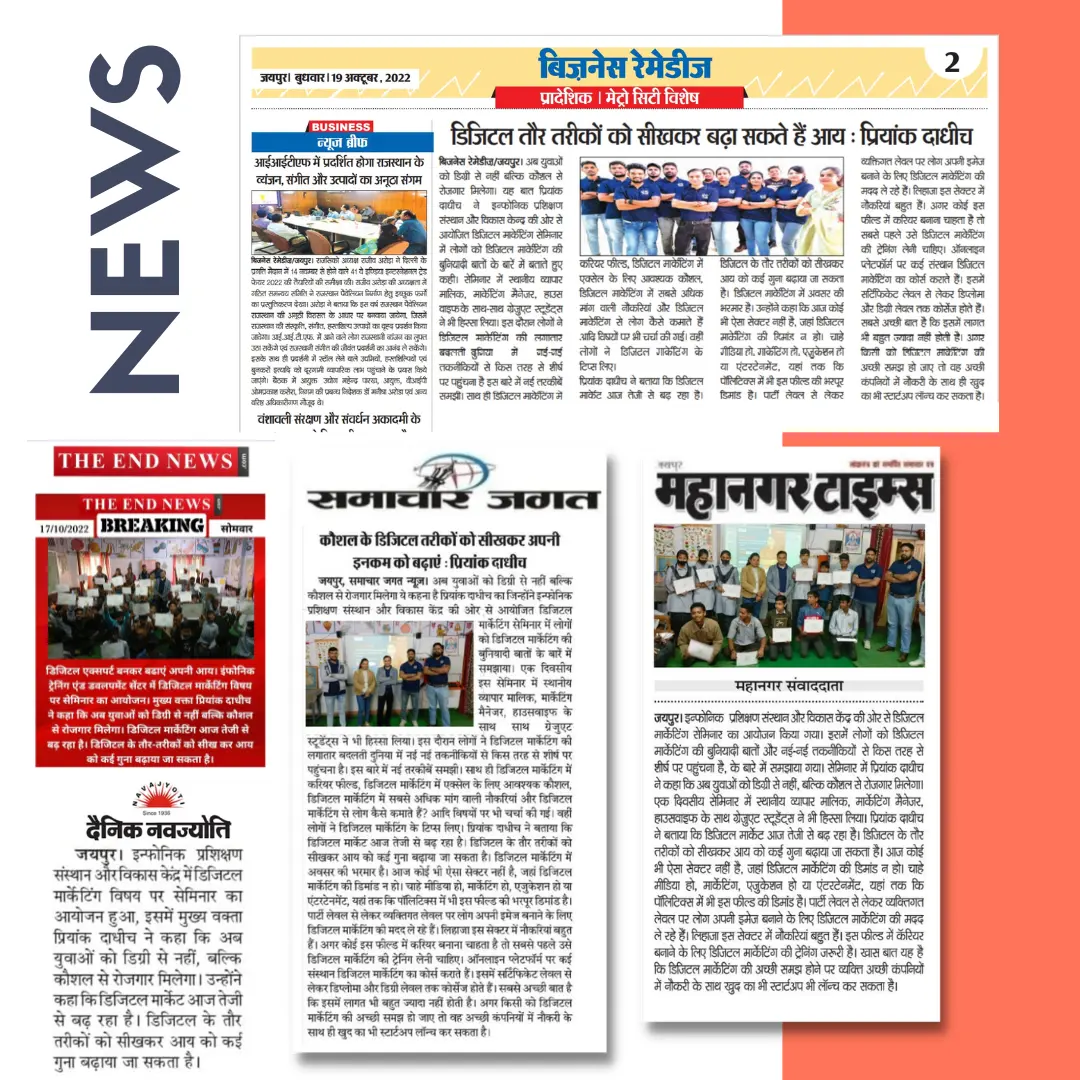 NEWS
जयपुर। बुधवार। 19 अक्टूबर, 2022
बिज़नेस रेमेडीज
प्रादेशिक । मेट्रो सिटी विशेष
2
BUSINESS
न्यूज ब्रीफ
आईआईटीएफ में प्रदर्शित होगा राजस्थान के
व्यंजन, संगीत और उत्पादों का अनूठा संगम
वंशावली संरक्षण और संवर्धन अकादमी के
डिजिटल तौर तरीकों को सीखकर बढ़ा सकते हैं आय : प्रियांक दाधीच
बिजनेस रेमेडीज/जयपुर। अब युवाओं
को डिग्री से नहीं बल्कि कौशल से
रोजगार मिलेगा। यह बात प्रियांक
दाधीच ने इन्फोनिक प्रशिक्षण
संस्थान और विकास केन्द्र की ओर से
आयोजित डिजिटल मार्केटिंग सेमिनार
में लोगों को डिजिटल मार्केटिंग की
बुनियादी बातों के बारे में बताते हुए
कही। सेमिनार में स्थानीय व्यापार
मालिक, मार्केटिंग मैनेजर, हाउस
वाइफके साथ-साथ ग्रेजुएट स्टूडेंट्स
ने भी हिस्सा लिया। इस दौरान लोगों ने
डिजिटल मार्केटिंग की लगातार
बदलती दुनिया में नई-नई
तकनीकियों से किस तरह से शीर्ष
पर पहुंचना है इस बारे में नई तरकीबें
समझी। साथ ही डिजिटल मार्केटिंग में
करियर फील्ड, डिजिटल मार्केटिंग में
एक्सेल के लिए आवश्यक कौशल,
डिजिटल मार्केटिंग में सबसे अधिक
मांग वाली नौकरियां और डिजिटल
मार्केटिंग से लोग कैसे कमाते हैं
आदि विषयों पर भी चर्चा की गई। वहीं
लोगों ने डिजिटल मार्केटिंग के
टिप्स लिए।
प्रियांक दाधीच ने बताया कि डिजिटल
मार्केट आज तेजी से बढ़ रहा है।
डिजिटल के तौर तरीकों को सीखकर
आय को कई गुना बढ़ाया जा सकता
है। डिजिटल मार्केटिंग में अवसर की
भरमार है। उन्होंने कहा कि आज कोई
भी ऐसा सेक्टर नहीं है, जहां डिजिटल
मार्केटिंग की डिमांड न हो। चाहे
मीडिया हो, मार्केटिंग हो, एजुकेशन हो
या एंटरटेनमेंट, यहां तक कि
पॉलिटिक्स में भी इस फील्ड की भरपूर
डिमांड है। पार्टी लेवल से लेकर
व्यक्तिगत लेवल पर लोग अपनी इमेज
बनाने के लिए डिजिटल मार्केटिंग की
मदद ले रहे हैं। लिहाजा इस सेक्टर में
नौकरियां बहुत हैं। अगर कोई इस
फील्ड में करियर बनाना चाहता है तो
सबसे पहले उसे डिजिटल मार्केटिंग
की ट्रेनिंग लेनी चाहिए। ऑनलाइन
प्लेटफॉर्म पर कई संस्थान डिजिटल
मार्केटिंग का कोर्स कराते हैं। इसमें
सर्टिफिकेट लेवल से लेकर डिप्लोमा
और डिग्री लेवल तक कोर्सेज होते हैं।
सबसे अच्छी बात है कि इसमें लागत
भी बहुत ज्यादा नहीं होती है। अगर
किसी को डिजिटल मार्केटिंग की
अच्छी समझ हो जाए तो वह अच्छी
कंपनियों में नौकरी के साथ ही खुद
का भी स्टार्टअप लॉन्च कर सकता है।
THE END NEWS .com
THE END NEWS
17/10/2022 BREAKING सोमवार
डिजिटल एक्सपर्ट बनकर बढाएं अपनी आय। इंफोनिक
ट्रेनिंग एंड डवलपमेंट सेंटर में डिजिटल मार्केटिंग विषय
पर सेमिनार का आयोजन। मुख्य वक्ता प्रियांक दाधीच
ने कहा कि अब युवाओं को डिग्री से नहीं बल्कि कौशल
से रोजगार मिलेगा। डिजिटल मार्केटिंग आज तेजी से
बढ़ रहा है। डिजिटल के तौर-तरीकों को सीख कर आय
को कई गुना बढ़ाया जा सकता है।
NAVAJYOTI
Since 1936
दैनिक नवज्योति
जयपुर। इन्फोनिक प्रशिक्षण
संस्थान और विकास केंद्र में डिजिटल
मार्केटिंग विषय पर सेमिनार का
आयोजन हुआ, इसमें मुख्य वक्ता
प्रियांक दाधीच ने कहा कि अब
युवाओं को डिग्री से नहीं, बल्कि
कौशल से रोजगार मिलेगा। उन्होंने
कहा कि डिजिटल मार्केट आज तेजी
से बढ़ रहा है। डिजिटल के तौर
तरीकों को सीखकर आय को कई
गुना बढ़ाया जा सकता है।
समाचार जगत
कौशल के डिजिटल तरीकों को सीखकर अपनी
इनकम को बढ़ाएं : प्रियांक दाधीच
जयपुर, समाचार जगत न्यूज। अब युवाओं को डिग्री से नहीं बल्कि
कौशल से रोजगार मिलेगा ये कहना है प्रियांक दाधीच का जिन्होंने इन्फोनिक
प्रशिक्षण संस्थान और विकास केंद्र की ओर से आयोजित डिजिटल
मार्केटिंग सेमिनार में लोगों
को डिजिटल मार्केटिंग की
बुनियादी बातों के बारे में
समझाया। एक दिवसीय
इस सेमिनार में स्थानीय
व्यापार मालिक, मार्केटिंग
मैनेजर, हाउसवाइफ के
साथ साथ ग्रेजुएट
स्टूडेंट्स ने भी हिस्सा लिया। इस दौरान लोगों ने डिजिटल मार्केटिंग की
लगातार बदलती दुनिया में नई नई तकनीकियों से किस तरह से शीर्ष पर
पहुंचना है। इस बारे में नई तरकीबें समझी। साथ ही डिजिटल मार्केटिंग में
करियर फील्ड, डिजिटल मार्केटिंग में एक्सेल के लिए आवश्यक कौशल,
डिजिटल मार्केटिंग में सबसे अधिक मांग वाली नौकरियां और डिजिटल
मार्केटिंग से लोग कैसे कमाते हैं? आदि विषयों पर भी चर्चा की गई। वहीं
लोगों ने डिजिटल मार्केटिंग के टिप्स लिए। प्रियांक दाधीच ने बताया कि
डिजिटल मार्केट आज तेजी से बढ़ रहा है। डिजिटल के तौर तरीकों को
सीखकर आय को कई गुना बढ़ाया जा सकता है। डिजिटल मार्केटिंग में
अवसर की भरमार है। आज कोई भी ऐसा सेक्टर नहीं है, जहां डिजिटल
मार्केटिंग की डिमांड न हो। चाहे मीडिया हो, मार्केटिंग हो, एजुकेशन हो या
एंटरटेनमेंट, यहां तक कि पॉलिटिक्स में भी इस फील्ड की भरपूर डिमांड है।
पार्टी लेवल से लेकर व्यक्तिगत लेवल पर लोग अपनी इमेज बनाने के लिए
डिजिटल मार्केटिंग की मदद ले रहे हैं। लिहाजा इस सेक्टर में नौकरियां बहुत
हैं। अगर कोई इस फील्ड में करियर बनाना चाहता है तो सबसे पहले उसे
डिजिटल मार्केटिंग की ट्रेनिंग लेनी चाहिए। ऑनलाइन प्लेटफॉर्म पर कई
संस्थान डिजिटल मार्केटिंग का कोर्स कराते हैं। इसमें सर्टिफिकेट लेवल से
लेकर डिप्लोमा और डिग्री लेवल तक कोर्सेज होते हैं। सबसे अच्छी बात है
कि इसमें लागत भी बहुत ज्यादा नहीं होती है। अगर किसी को डिजिटल
मार्केटिंग की अच्छी समझ हो जाए तो वह अच्छी कंपनियों में नौकरी के
साथ ही खुद का भी स्टार्टअप लॉन्च कर सकता है।
जयपुर
महानगर टाइम्स
महानगर संवाददाता
जयपुर। इन्फोनिक प्रशिक्षण संस्थान और विकास केंद्र की ओर से डिजिटल
मार्केटिंग सेमिनार का आयोजन किया गया। इसमें लोगों को डिजिटल
मार्केटिंग की बुनियादी बातों और नई-नई तकनीकियों से किस तरह से
शीर्ष पर पहुंचना है, के बारे में समझाया गया। सेमिनार में प्रियांक दाधीच
ने कहा कि अब युवाओं को डिग्री से नहीं, बल्कि कौशल से रोजगार मिलेगा।
एक दिवसीय सेमिनार में स्थानीय व्यापार मालिक, मार्केटिंग मैनेजर,
हाउसवाइफ के साथ ग्रेजुएट स्टूडेंट्स ने भी हिस्सा लिया। प्रियांक दाधीच
ने बताया कि डिजिटल मार्केट आज तेजी से बढ़ रहा है। डिजिटल के तौर
तरीकों को सीखकर आय को कई गुना बढ़ाया जा सकता है। आज कोई
भी ऐसा सेक्टर नहीं है, जहां डिजिटल मार्केटिंग की डिमांड न हो। चाहे
मीडिया हो, मार्केटिंग, एजुकेशन हो या एंटरटेनमेंट, यहां तक कि
पॉलिटिक्स में भी इस फील्ड की डिमांड है। पार्टी लेवल से लेकर व्यक्तिगत
लेवल पर लोग अपनी इमेज बनाने के लिए डिजिटल मार्केटिंग की मदद
ले रहे हैं। लिहाजा इस सेक्टर में नौकरियां बहुत हैं। इस फील्ड में कॅरियर
बनाने के लिए डिजिटल मार्केटिंग की ट्रेनिंग जरूरी है। खास बात यह है
कि डिजिटल मार्केटिंग की अच्छी समझ होने पर व्यक्ति अच्छी कंपनियों
में नौकरी के साथ खुद का भी स्टार्टअप भी लॉन्च कर सकता है।